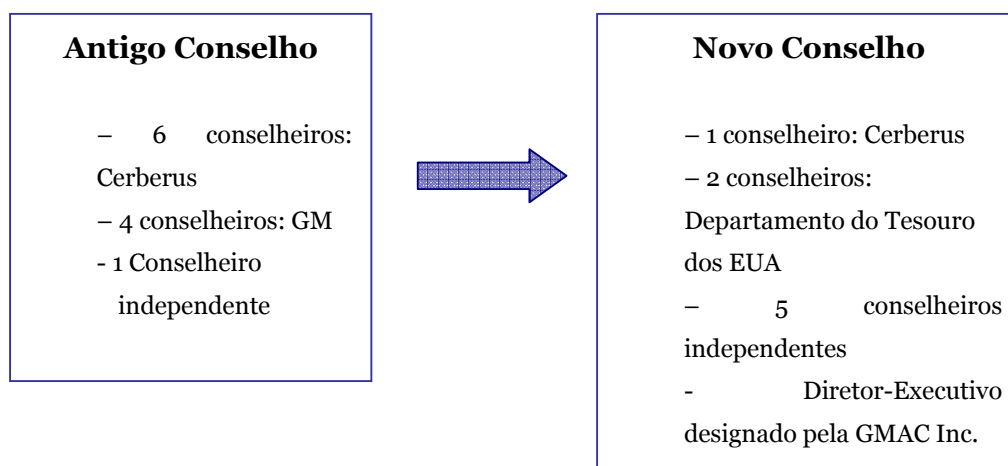 Antigo Conselho
– 6 conselheiros:
Cerberus
– 4 conselheiros: GM
- 1 Conselheiro
independente
Novo Conselho
– 1 conselheiro: Cerberus
– 2 conselheiros:
Departamento do Tesouro
dos EUA
– 5 conselheiros
independentes
- Diretor-Executivo
designado pela GMAC Inc.